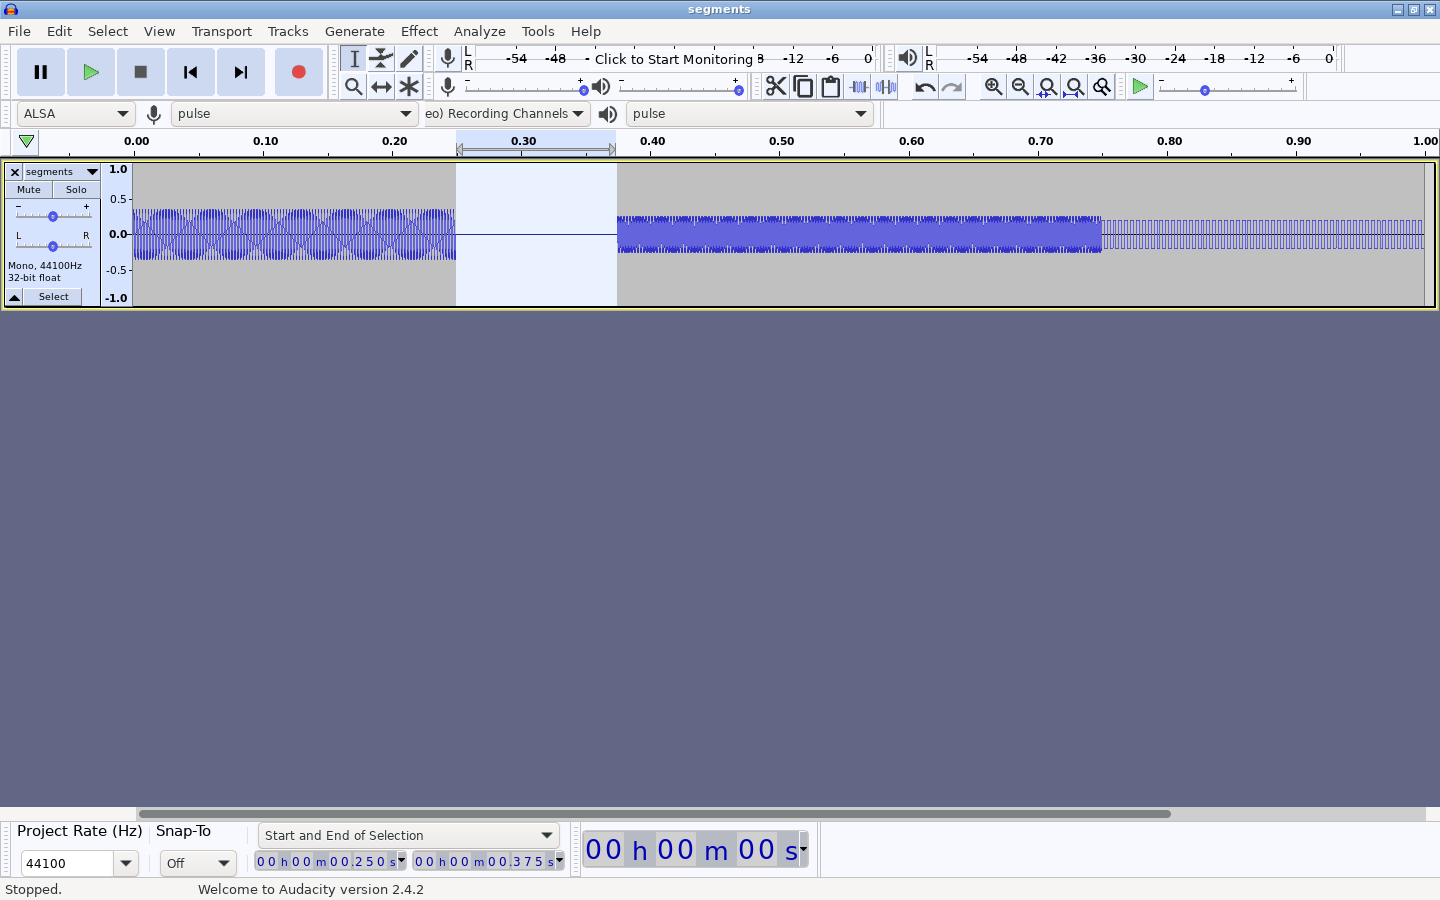 segments
File Edit Select View Transport Tracks Generate Effect Analyze Tools Help
L R -54 -48 - Click to Start Monitoring 8 -12 -6 0 L R -54 -48 -42 -36 -30 -24 -18 -12 -6 0
- + - + - +
ALSA pulse eo) Recording Channels pulse
0.00 0.10 0.20 0.30 0.40 0.50 0.60 0.70 0.80 0.90 1.00
segments
Mute Solo
- +
L R
Mono, 44100Hz
32-bit float
Select
1.0
0.5
0.0
-0.5
-1.0
Project Rate (Hz) Snap-To Start and End of Selection
44100 Off 00 h 00 m 00.250 s 00 h 00 m 00.375 s 00 h 00 m 00 s
Stopped. Welcome to Audacity version 2.4.2